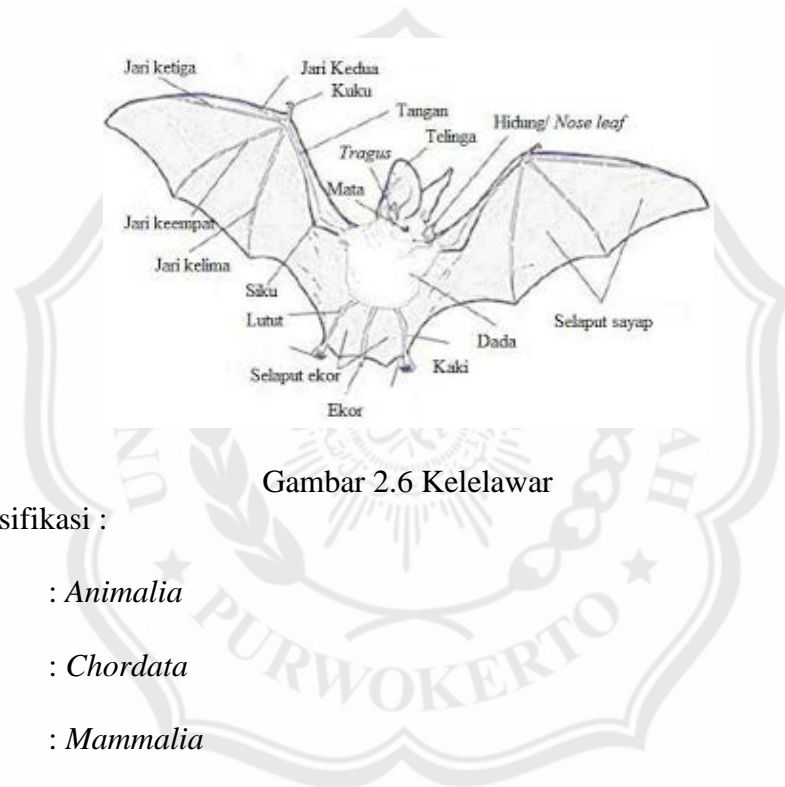 Jari ketiga
Jari Kedua
Kuku
Tangan
Hidung/ Nose leaf
Telinga
Tragus
Mata
Jari keempat
Jari kelima
Siku
Lutut
Selaput sayap
Dada
Kaki
Selaput ekor
Ekor
Gambar 2.6 Kelelawar
sifikasi :
: Animalia
: Chordata
: Mammalia
PURWOKERTO